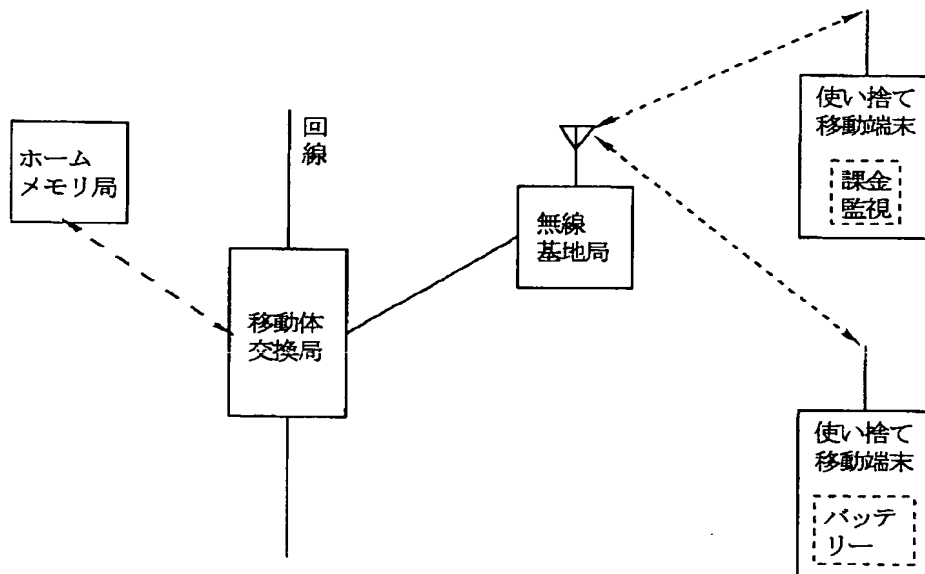 ホーム
メモリ局
回
線
移動体
交換局
無線
基地局
使い捨て
移動端末
課金
監視
使い捨て
移動端末
バッテ
リー